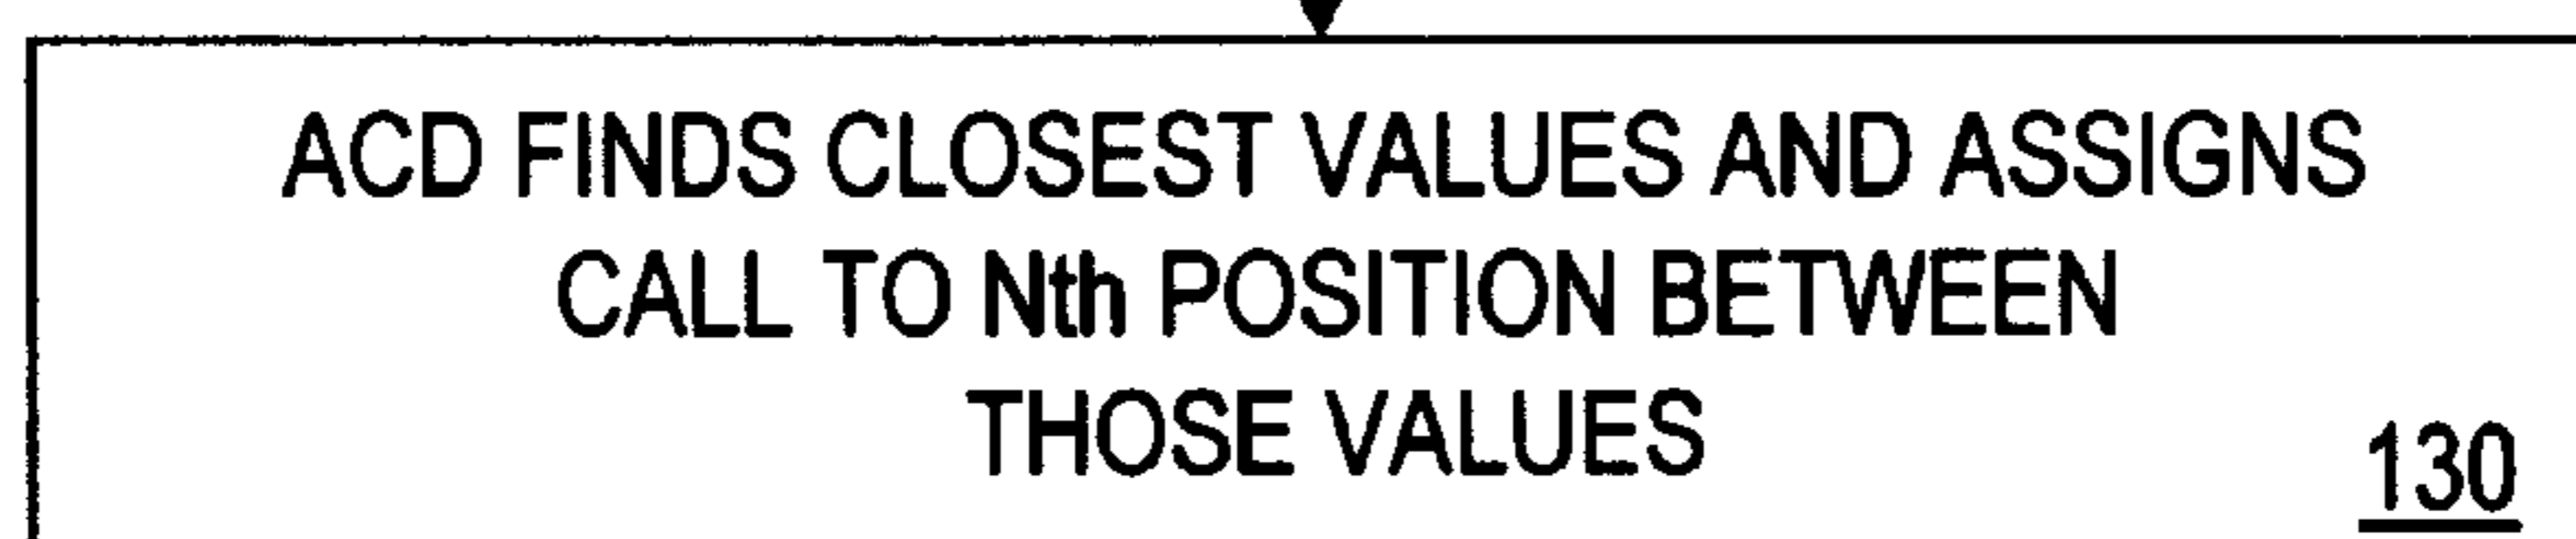 ACD FINDS CLOSEST VALUES AND ASSIGNS
CALL TO Nth POSITION BETWEEN
THOSE VALUES
130